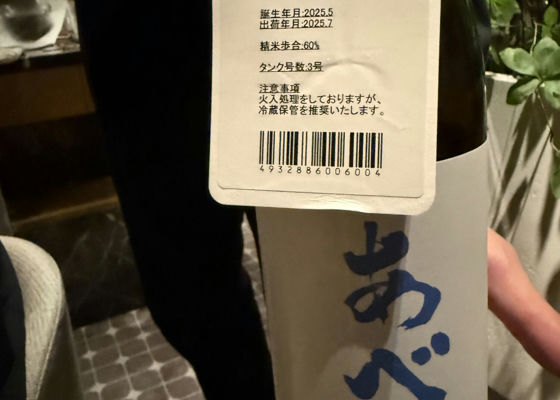 誕生年月:2025.5
出荷年月:2025.7
精米歩合:60%
タンク号数:3号
注意事項
火入処理をしておりますが、
冷蔵保管を推奨いたします。
4932886006004
あべ